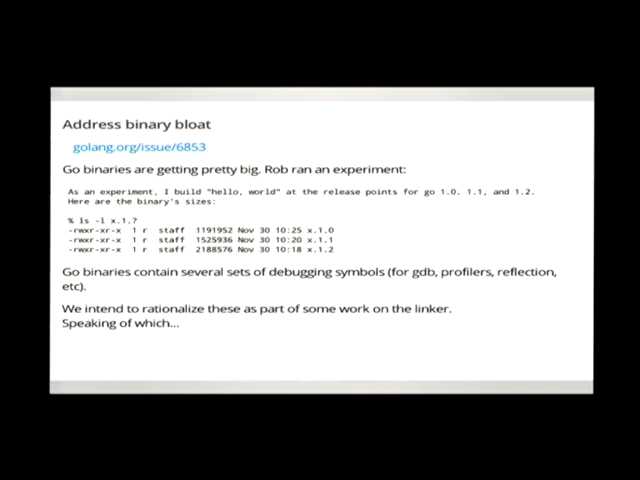 Address binary bloat
golang.org/issue/6853
Go binaries are getting pretty big. Rob ran an experiment:
As an experiment, I build "hello, world" at the release points for go 1.0. 1.1, and 1.2.
Here are the binary's sizes:
% ls -l x.1.?
-rwxr-xr-x 1 r staff 1191952 Nov 30 10:25 x.1.0
-rwxr-xr-x 1 r staff 1525936 Nov 30 10:20 x.1.1
-rwxr-xr-x 1 r staff 2188576 Nov 30 10:18 x.1.2
Go binaries contain several sets of debugging symbols (for gdb, profilers, reflection,
etc).
We intend to rationalize these as part of some work on the linker.
Speaking of which...